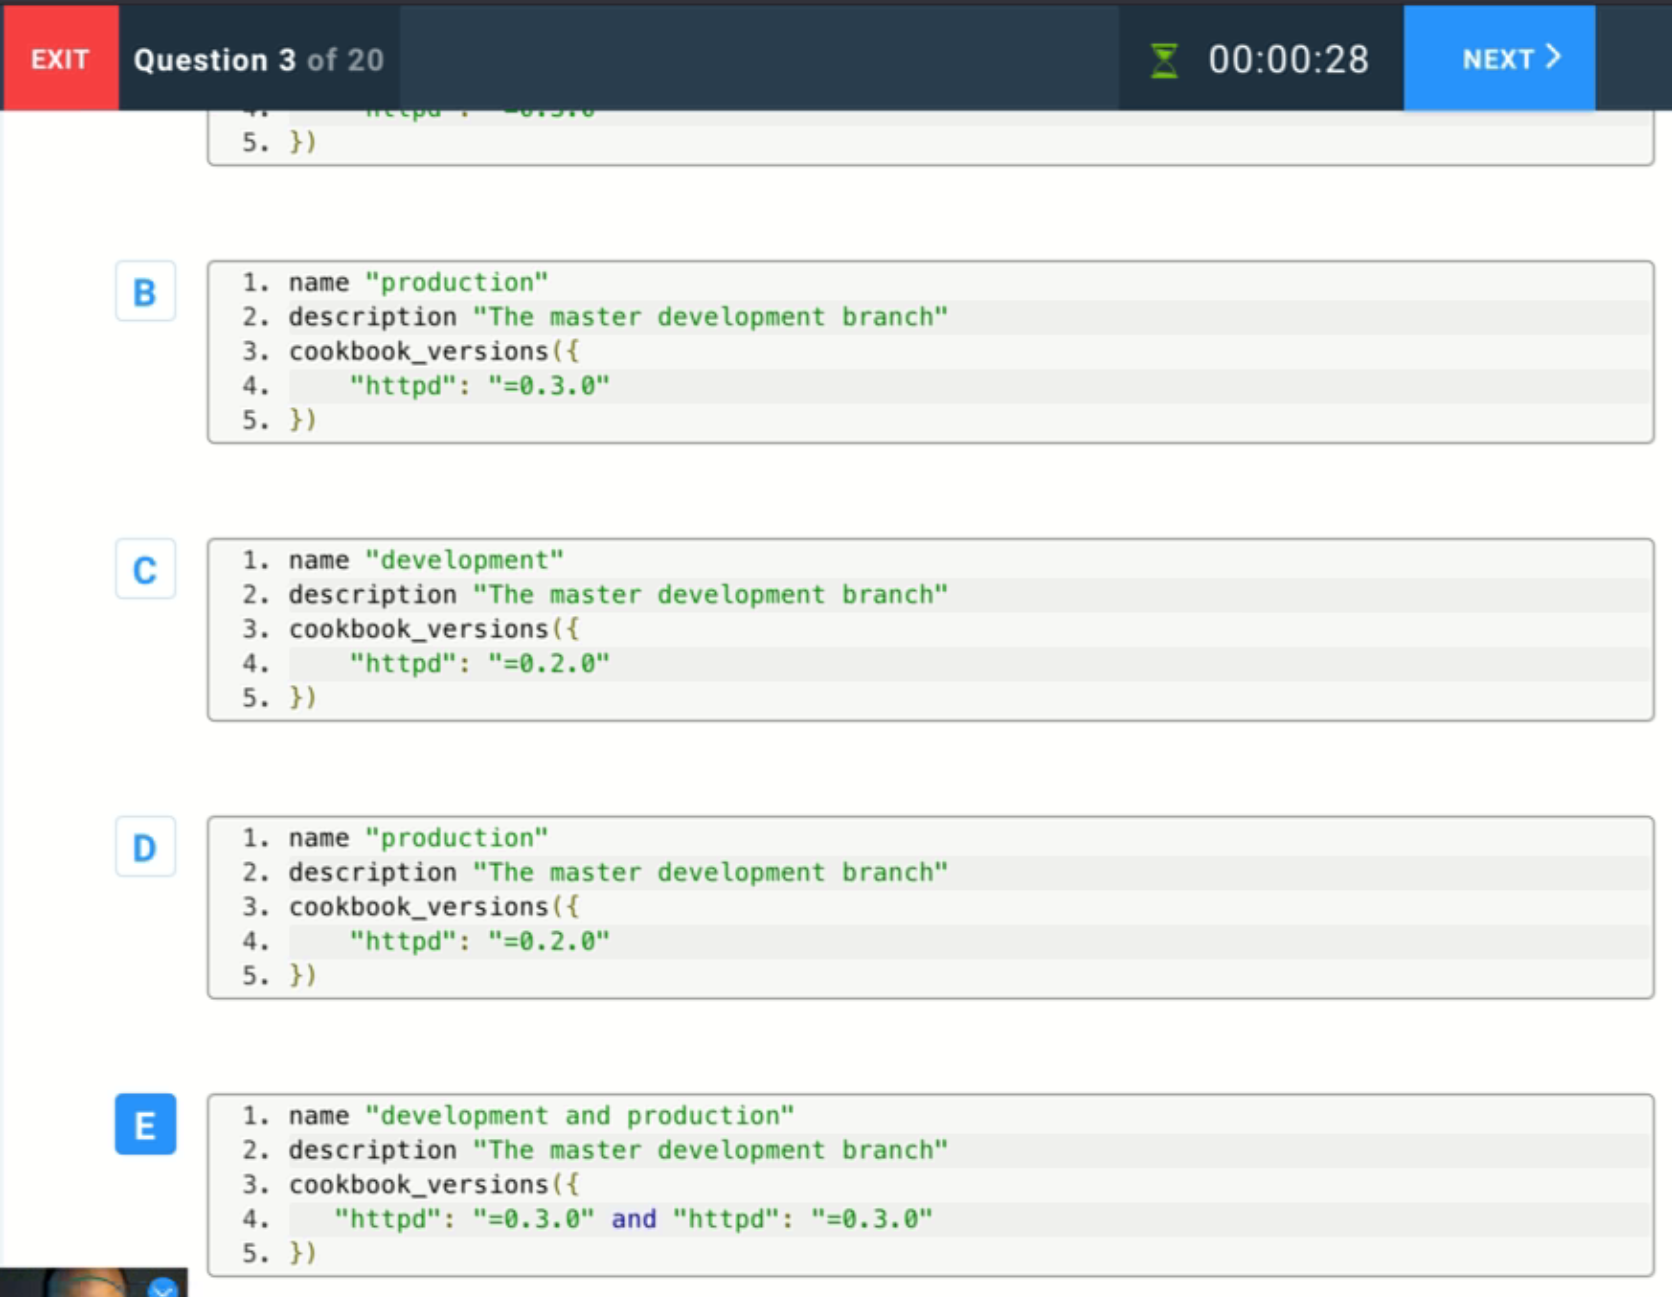 EXIT
Question 3 of 20
00:00:28
NEXT
4. "httpd": "=0.3.0"
5. })
B
1. name "production"
2. description "The master development branch"
3. cookbook_versions({
4. "httpd": "=0.3.0"
5. })
C
1. name "development"
2. description "The master development branch"
3. cookbook_versions({
4. "httpd": "=0.2.0"
5. })
D
1. name "production"
2. description "The master development branch"
3. cookbook_versions({
4. "httpd": "=0.2.0"
5. })
E
1. name "development and production"
2. description "The master development branch"
3. cookbook_versions({
4. "httpd": "=0.3.0" and "httpd": "=0.3.0"
5. })